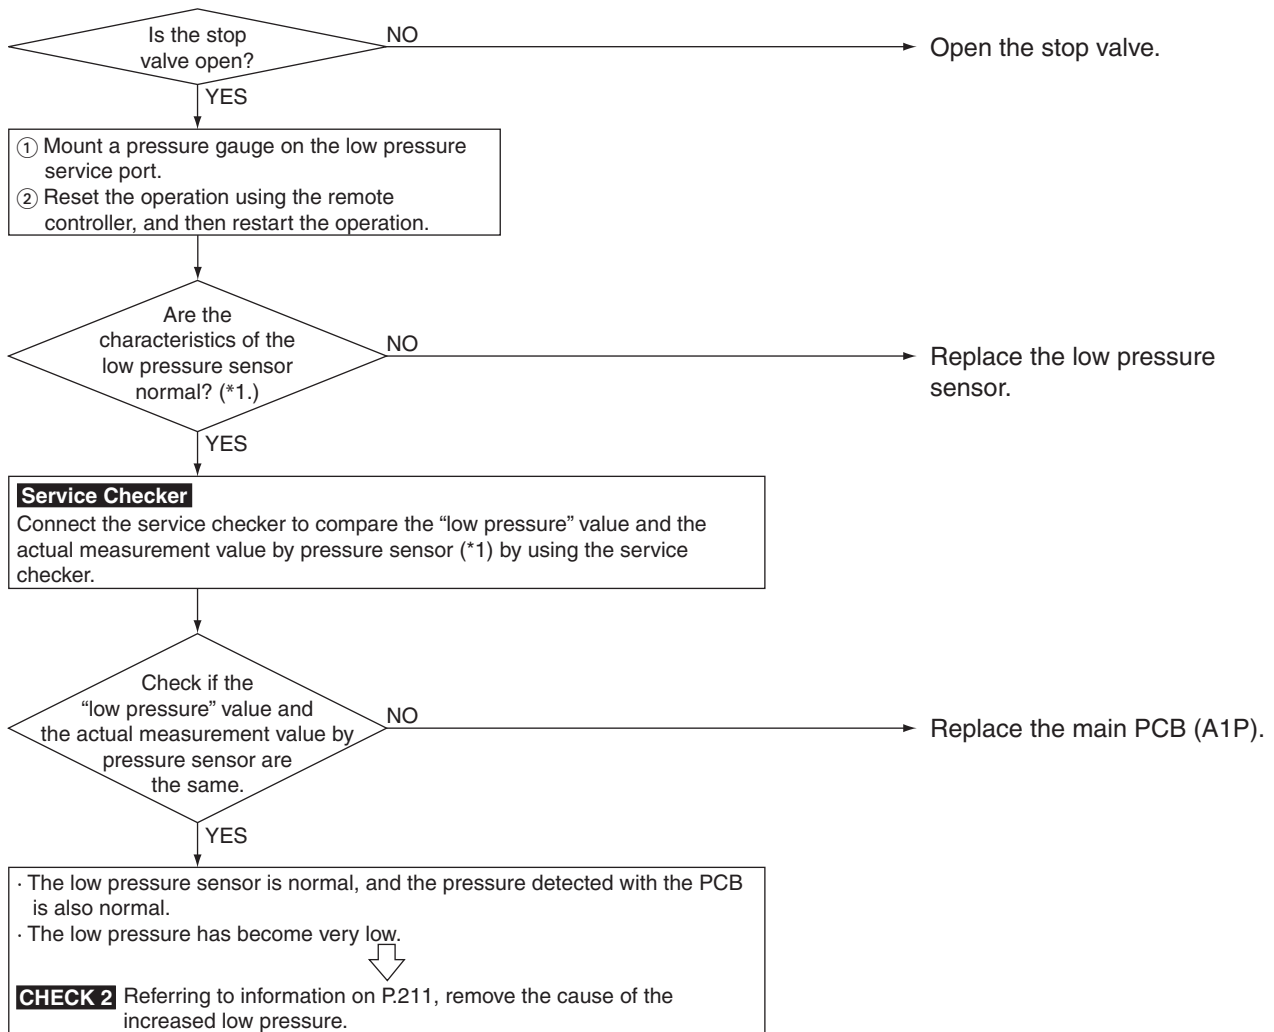 Is the stop
valve open?
NO
Open the stop valve.
YES
① Mount a pressure gauge on the low pressure
service port.
② Reset the operation using the remote
controller, and then restart the operation.
Are the
characteristics of the
low pressure sensor
normal? (*1.)
NO
Replace the low pressure
sensor.
YES
Service Checker
Connect the service checker to compare the “low pressure” value and the
actual measurement value by pressure sensor (*1) by using the service
checker.
Check if the
“low pressure” value and
the actual measurement value by
pressure sensor are
the same.
NO
Replace the main PCB (A1P).
YES
· The low pressure sensor is normal, and the pressure detected with the PCB
is also normal.
· The low pressure has become very low.
CHECK 2 Referring to information on P.211, remove the cause of the
increased low pressure.